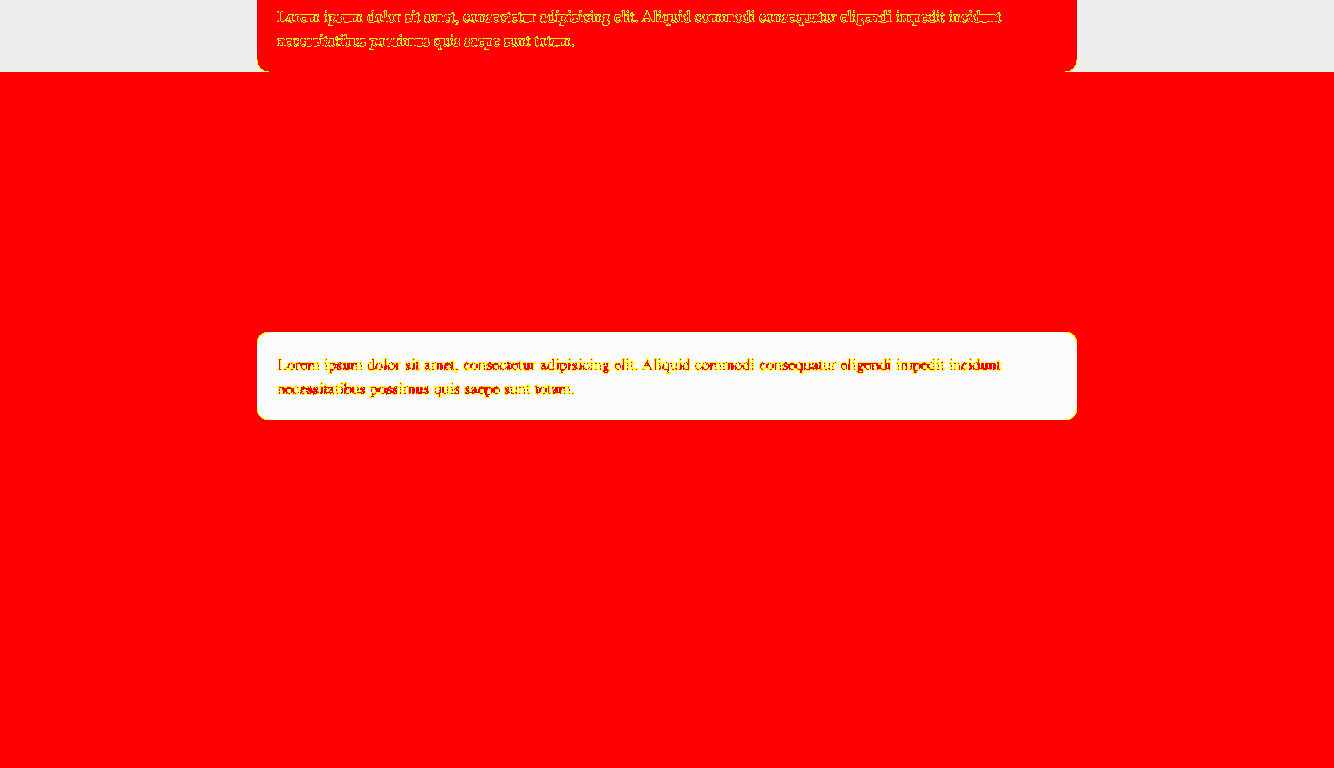 Lorem ipsum dolor sit amet, consectetur adipisicing elit. Aliquid commodi consequatur eligendi impedit incidunt
necessitatibus possimus quis saepe sunt totam.
Lorem ipsum dolor sit amet, consectetur adipisicing elit. Aliquid commodi consequatur eligendi impedit incidunt
necessitatibus possimus quis saepe sunt totam.